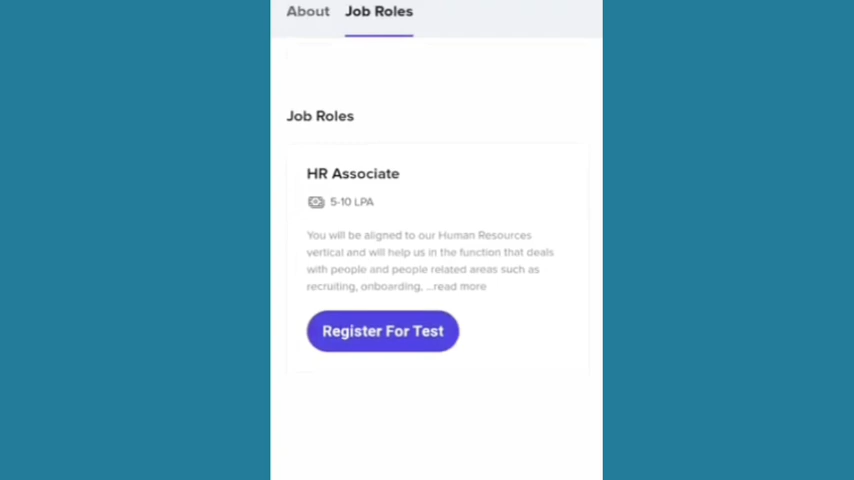 About Job Roles
Job Roles
HR Associate
5-10 LPA
You will be aligned to our Human Resources
vertical and will help us in the function that deals
with people and people related areas such as
recruiting, onboarding, ...read more
Register For Test